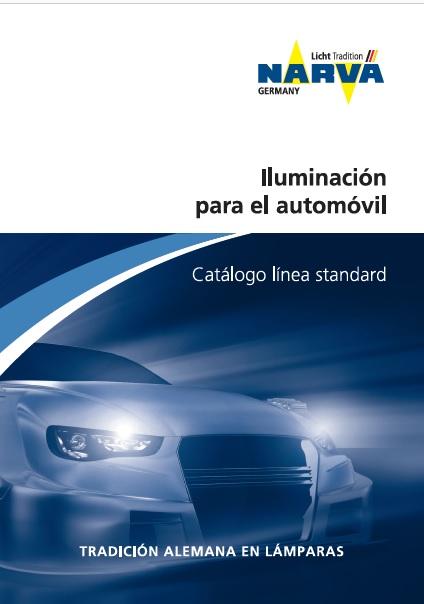 Licht Tradition
NARVA
GERMANY
Iluminación
para el automóvil
Catálogo línea standard
TRADICIÓN ALEMANA EN LÁMPARAS